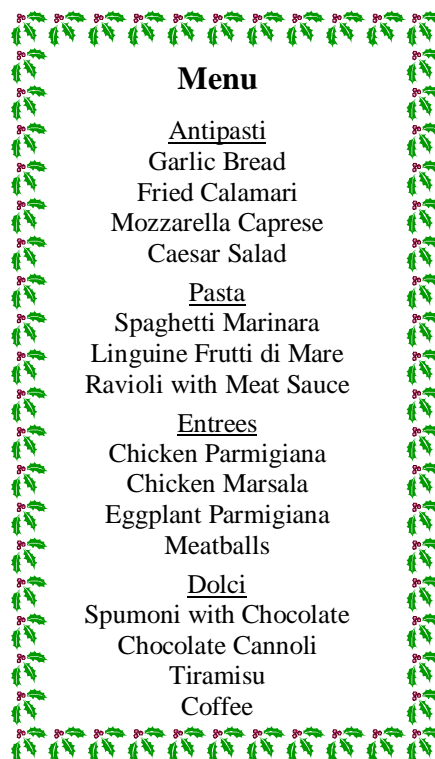 Menu
Antipasti
Garlic Bread
Fried Calamari
Mozzarella Caprese
Caesar Salad
Pasta
Spaghetti Marinara
Linguine Frutti di Mare
Ravioli with Meat Sauce
Entrees
Chicken Parmigiana
Chicken Marsala
Eggplant Parmigiana
Meatballs
Dolci
Spumoni with Chocolate
Chocolate Cannoli
Tiramisu
Coffee